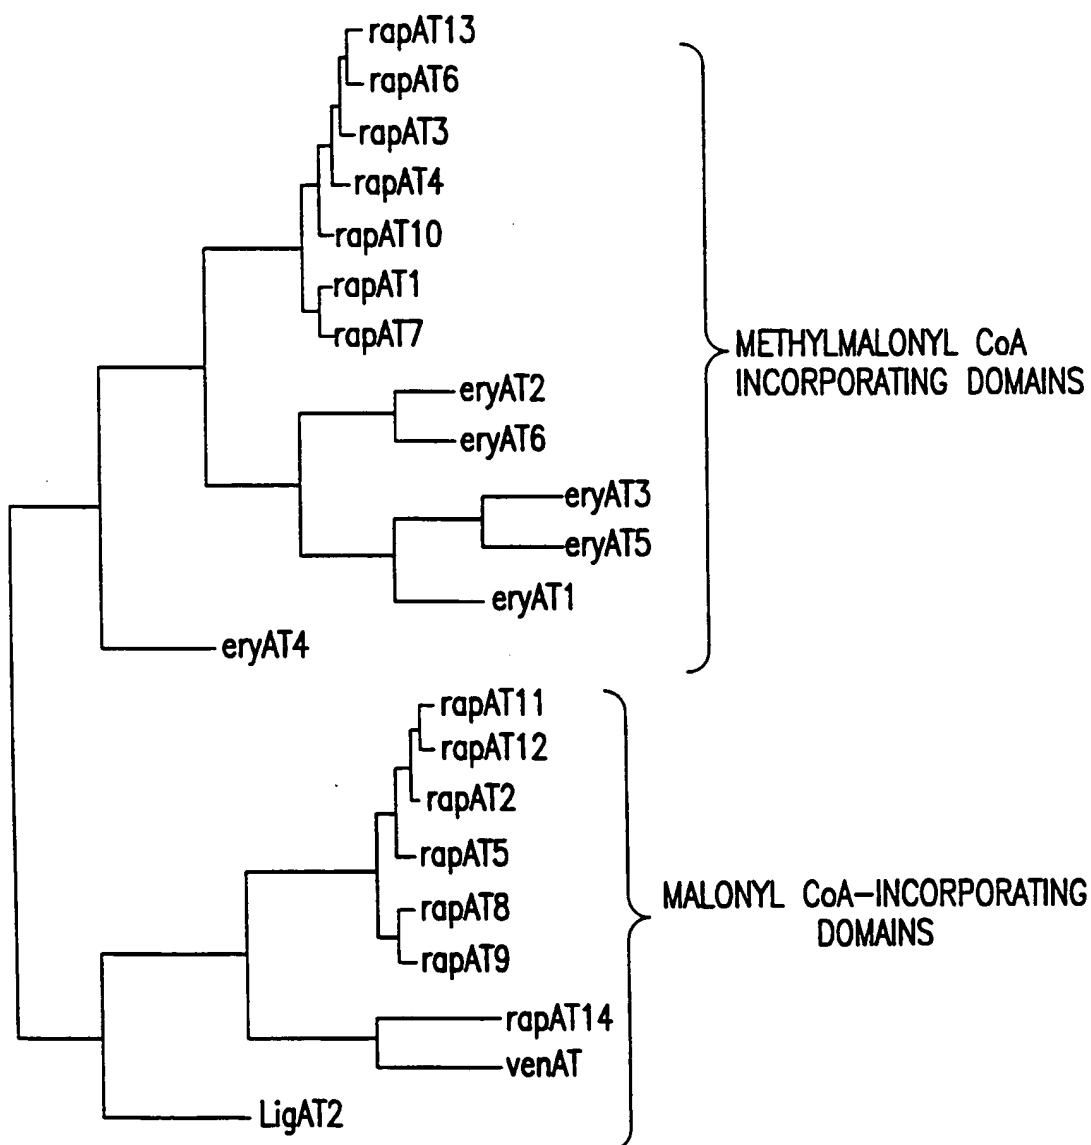 rapAT13
rapAT6
rapAT3
rapAT4
rapAT10
rapAT1
rapAT7
eryAT2
eryAT6
eryAT3
eryAT5
eryAT1
eryAT4
METHYLMALONYL CoA
INCORPORATING DOMAINS
rapAT11
rapAT12
rapAT2
rapAT5
rapAT8
rapAT9
rapAT14
venAT
LigAT2
MALONYL CoA-INCORPORATING
DOMAINS